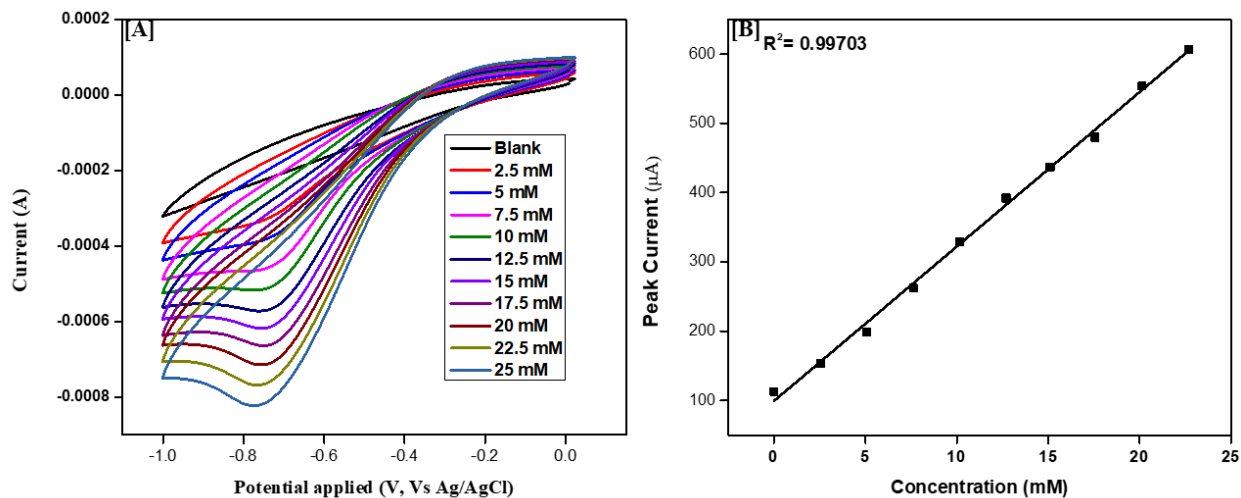 [A]
0.0002
0.0000
-0.0002
-0.0004
-0.0006
-0.0008
Current (A)
Blank
2.5 mM
5 mM
7.5 mM
10 mM
12.5 mM
15 mM
17.5 mM
20 mM
22.5 mM
25 mM
-1.0 -0.8 -0.6 -0.4 -0.2 0.0
Potential applied (V, Vs Ag/AgCl)
[B]
R²= 0.99703
600
500
400
300
200
100
Peak Current (μA)
0 5 10 15 20 25
Concentration (mM)